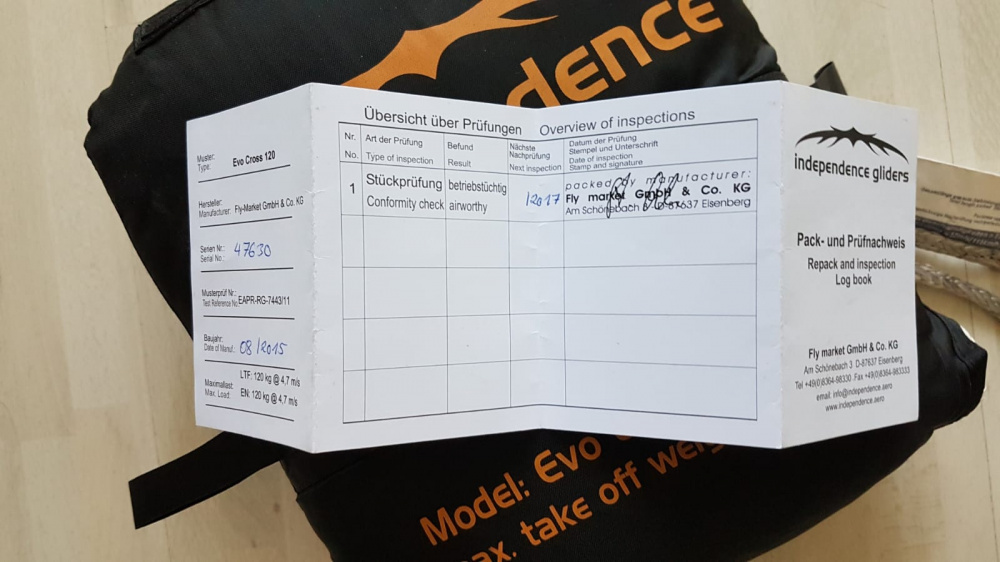 dence
Muster:
Type:
Evo Cross 120
Hersteller:
Manufacturer: Fly-Market GmbH & Co. KG
Serien Nr.:
Serial No.: 47630
Musterprüf Nr.:
Test Reference No EAPR-RG-7443/11
Baujahr:
Date of Manuf.: 08/2015
Maximallast:
Max. Load:
LTF: 120 kg @ 4,7 m/s
EN: 120 kg @ 4,7 m/s
Übersicht über Prüfungen Overview of inspections
Nr.
No.
Art der Prüfung
Type of inspection
Befund
Result
Nächste
Nachprüfung
Next inspection
Datum der Prüfung
Stempel und Unterschrift
Date of inspection
Stamp and signature
1
Stückprüfung
Conformity check
betriebstüchtig
airworthy
/2017
packed by manufacturer:
Fly market GmbH & Co. KG
Am Schönebach D-87637 Eisenberg
independence gliders
Pack- und Prüfnachweis
Repack and inspection
Log book
Fly market GmbH & Co. KG
Am Schönebach 3 D-87637 Eisenberg
Tel +49(0)8364-98330 .Fax +49(0)8364-983333
email: info@independence.aero
www.independence.aero
Model: Evo
max. take off